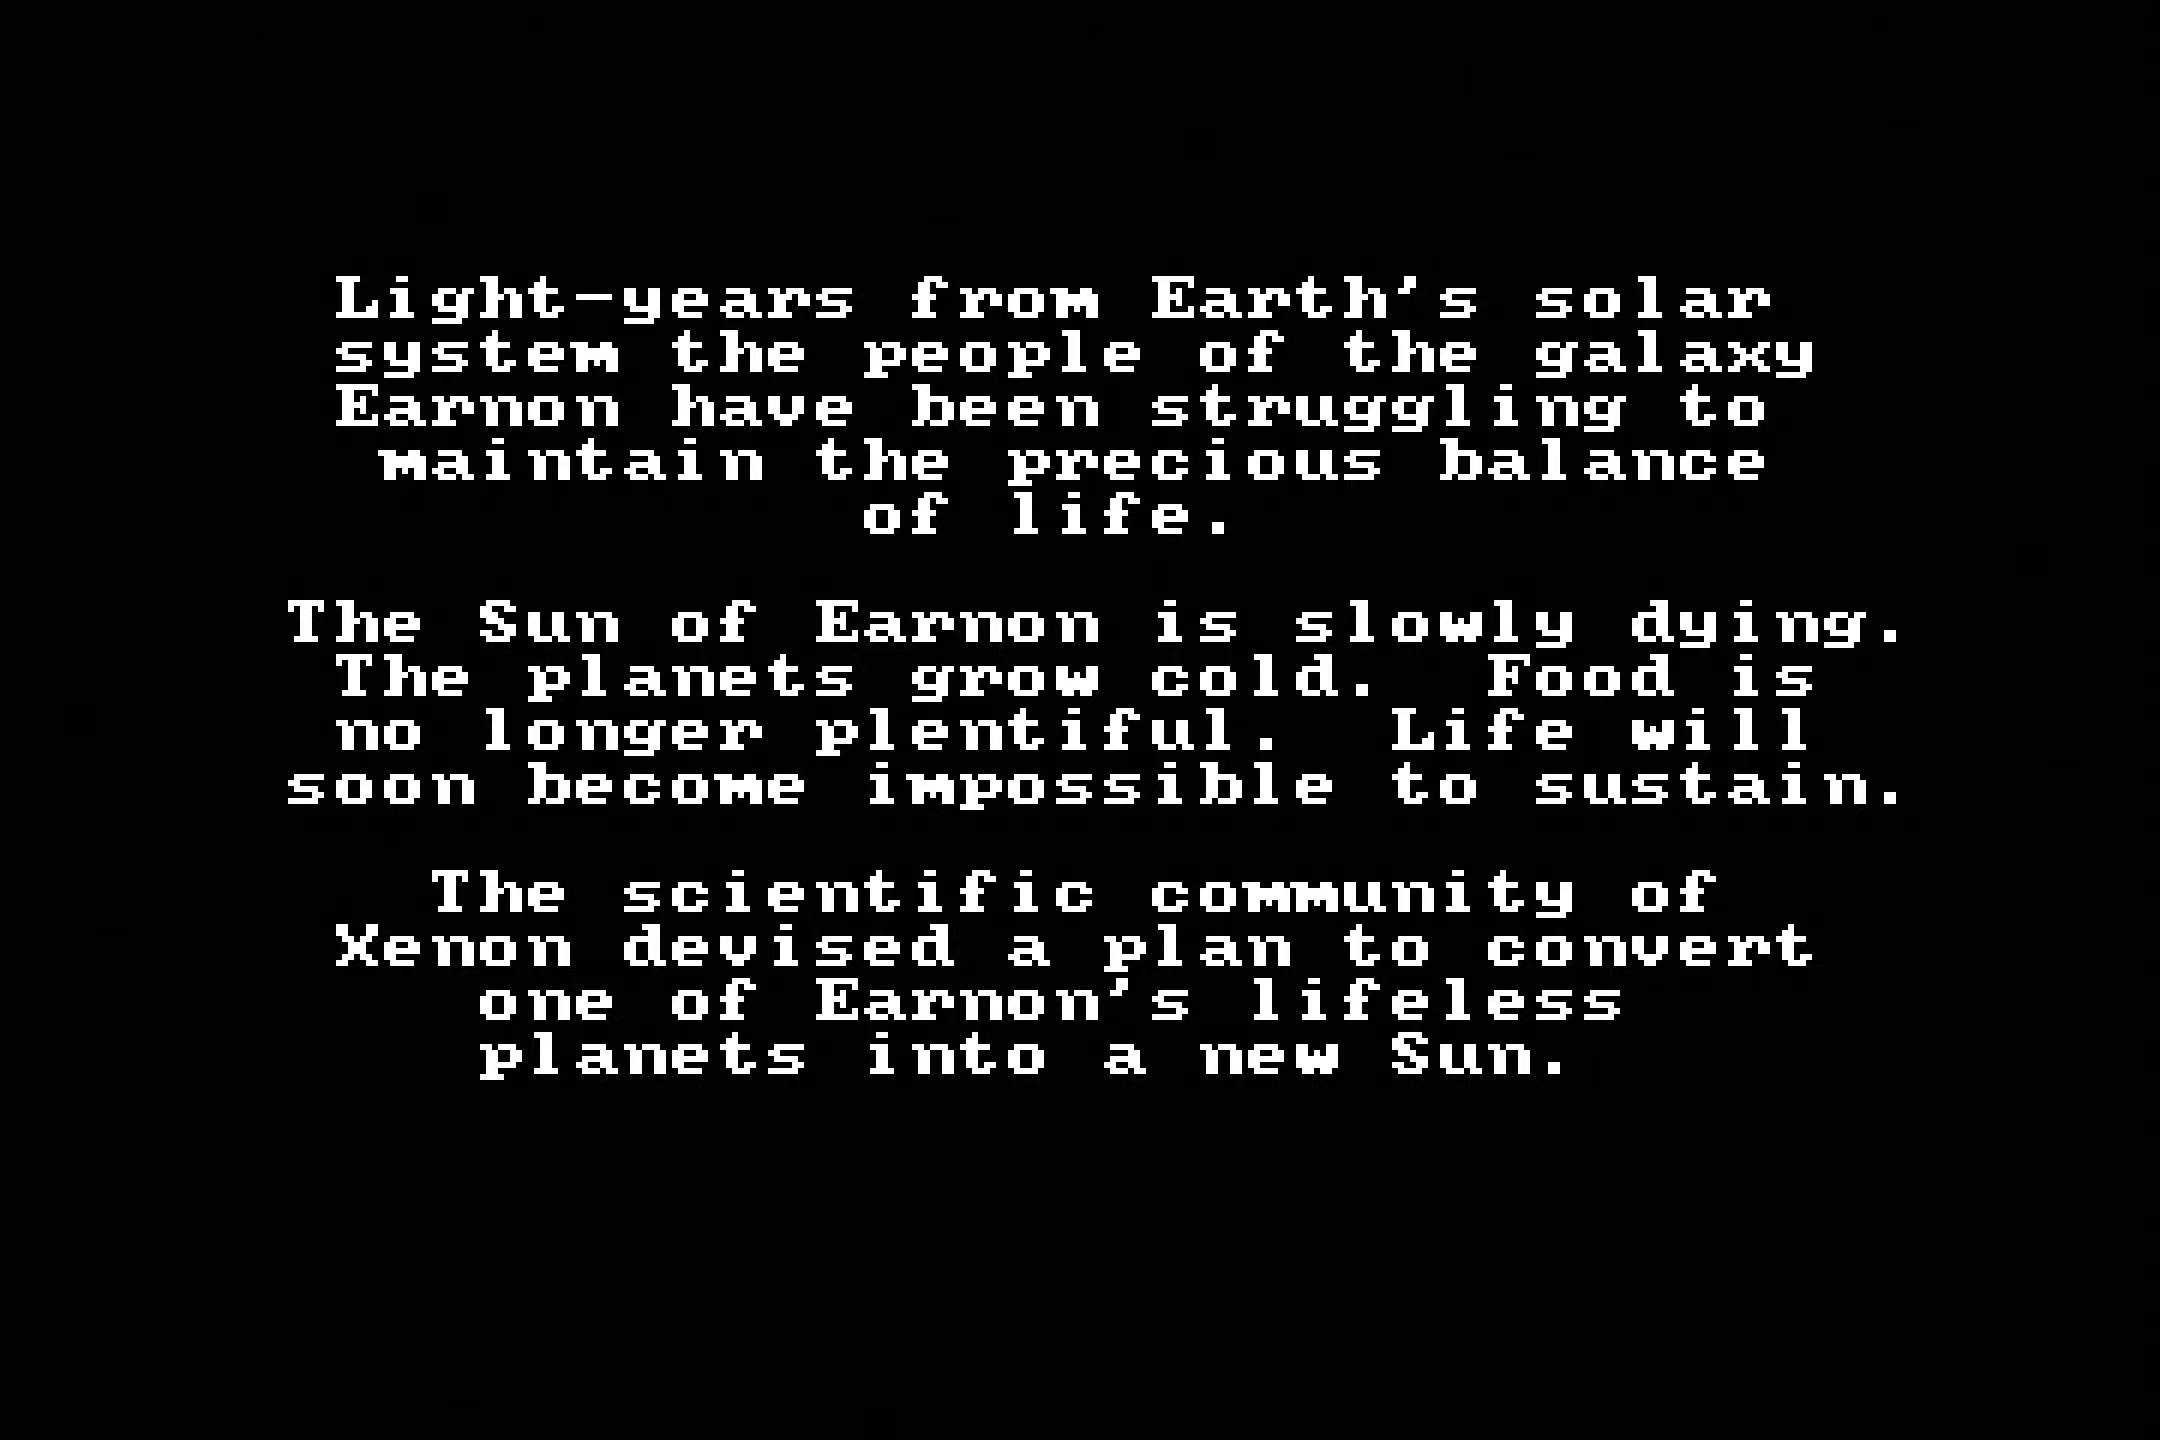 Light-years from Earth's solar
system the people of the galaxy
Earnon have been struggling to
maintain the precious balance
of life.
The Sun of Earnon is slowly dying.
The planets grow cold.  Food is
no longer plentiful.  Life will
soon become impossible to sustain.
The scientific community of
Xenon devised a plan to convert
one of Earnon's lifeless
planets into a new Sun.